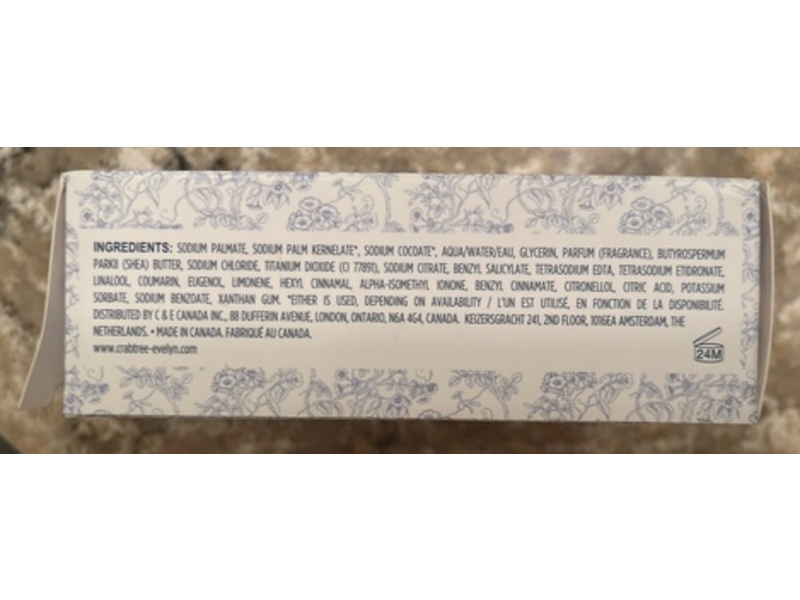 INGREDIENTS: SODIUM PALMATE, SODIUM PALM KERNELATE*, SODIUM COCOATE*, AQUA/WATER/EAU, GLYCERIN, PARFUM (FRAGRANCE), BUTYROSPERMUM
PARKII (SHEA) BUTTER, SODIUM CHLORIDE, TITANIUM DIOXIDE (CI 77891), SODIUM CITRATE, BENZYL SALICYLATE, TETRASODIUM EDTA, TETRASODIUM ETIDRONATE,
LINALOOL, COUMARIN, EUGENOL, LIMONENE, HEXYL CINNAMAL, ALPHA-ISOMETHYL IONONE, BENZYL CINNAMATE, CITRONELLOL, CITRIC ACID, POTASSIUM
SORBATE, SODIUM BENZOATE, XANTHAN GUM. *EITHER IS USED, DEPENDING ON AVAILABILITY / L'UN EST UTILISÉ, EN FONCTION DE LA DISPONIBILITÉ.
DISTRIBUTED BY C & E CANADA INC., 88 DUFFERIN AVENUE, LONDON, ONTARIO, N6A 4G4, CANADA. KEIZERSGRACHT 241, 2ND FLOOR, 1016EA AMSTERDAM, THE
NETHERLANDS. • MADE IN CANADA. FABRIQUÉ AU CANADA.
www.crabtree-evelyn.com
24M